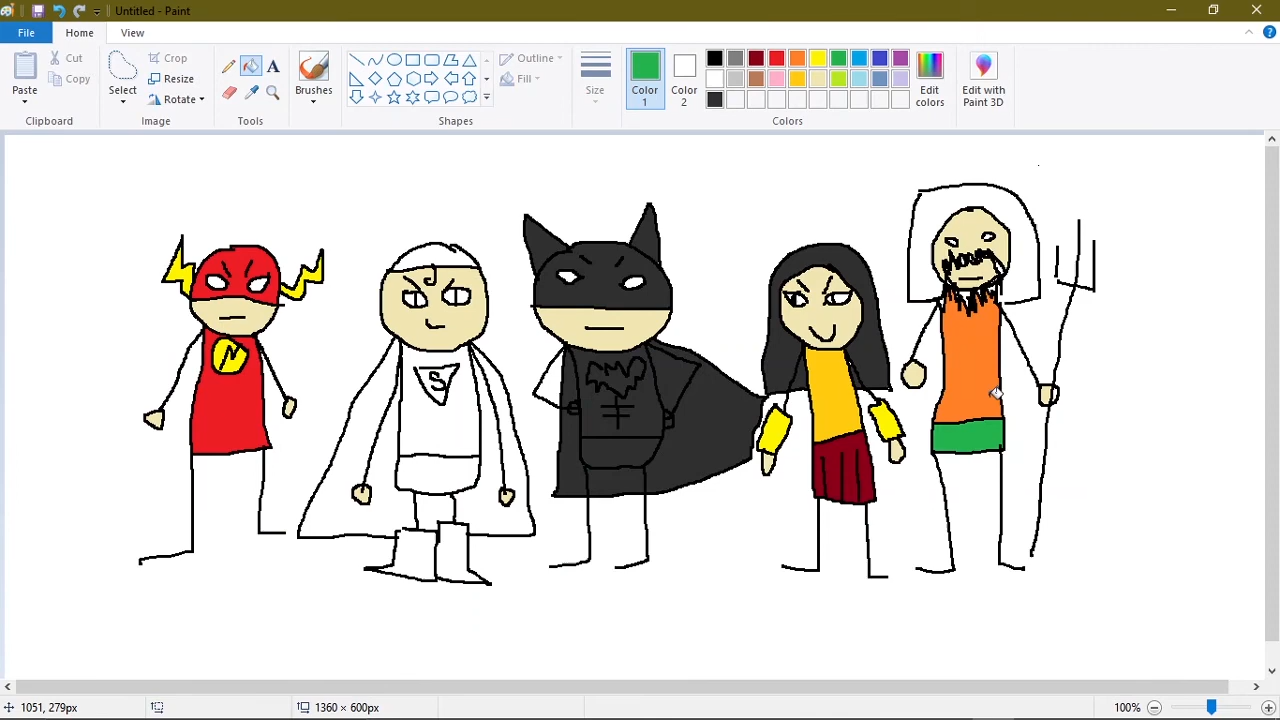 Untitled - Paint
File Home View
Paste
Cut
Copy
Clipboard
Select
Crop
Resize
Rotate
Image
A
Tools
Brushes
Outline
Fill
Shapes
Size
Color 1
Color 2
Edit colors
Colors
Edit with Paint 3D
S
1051, 279px
1360 × 600px
100%